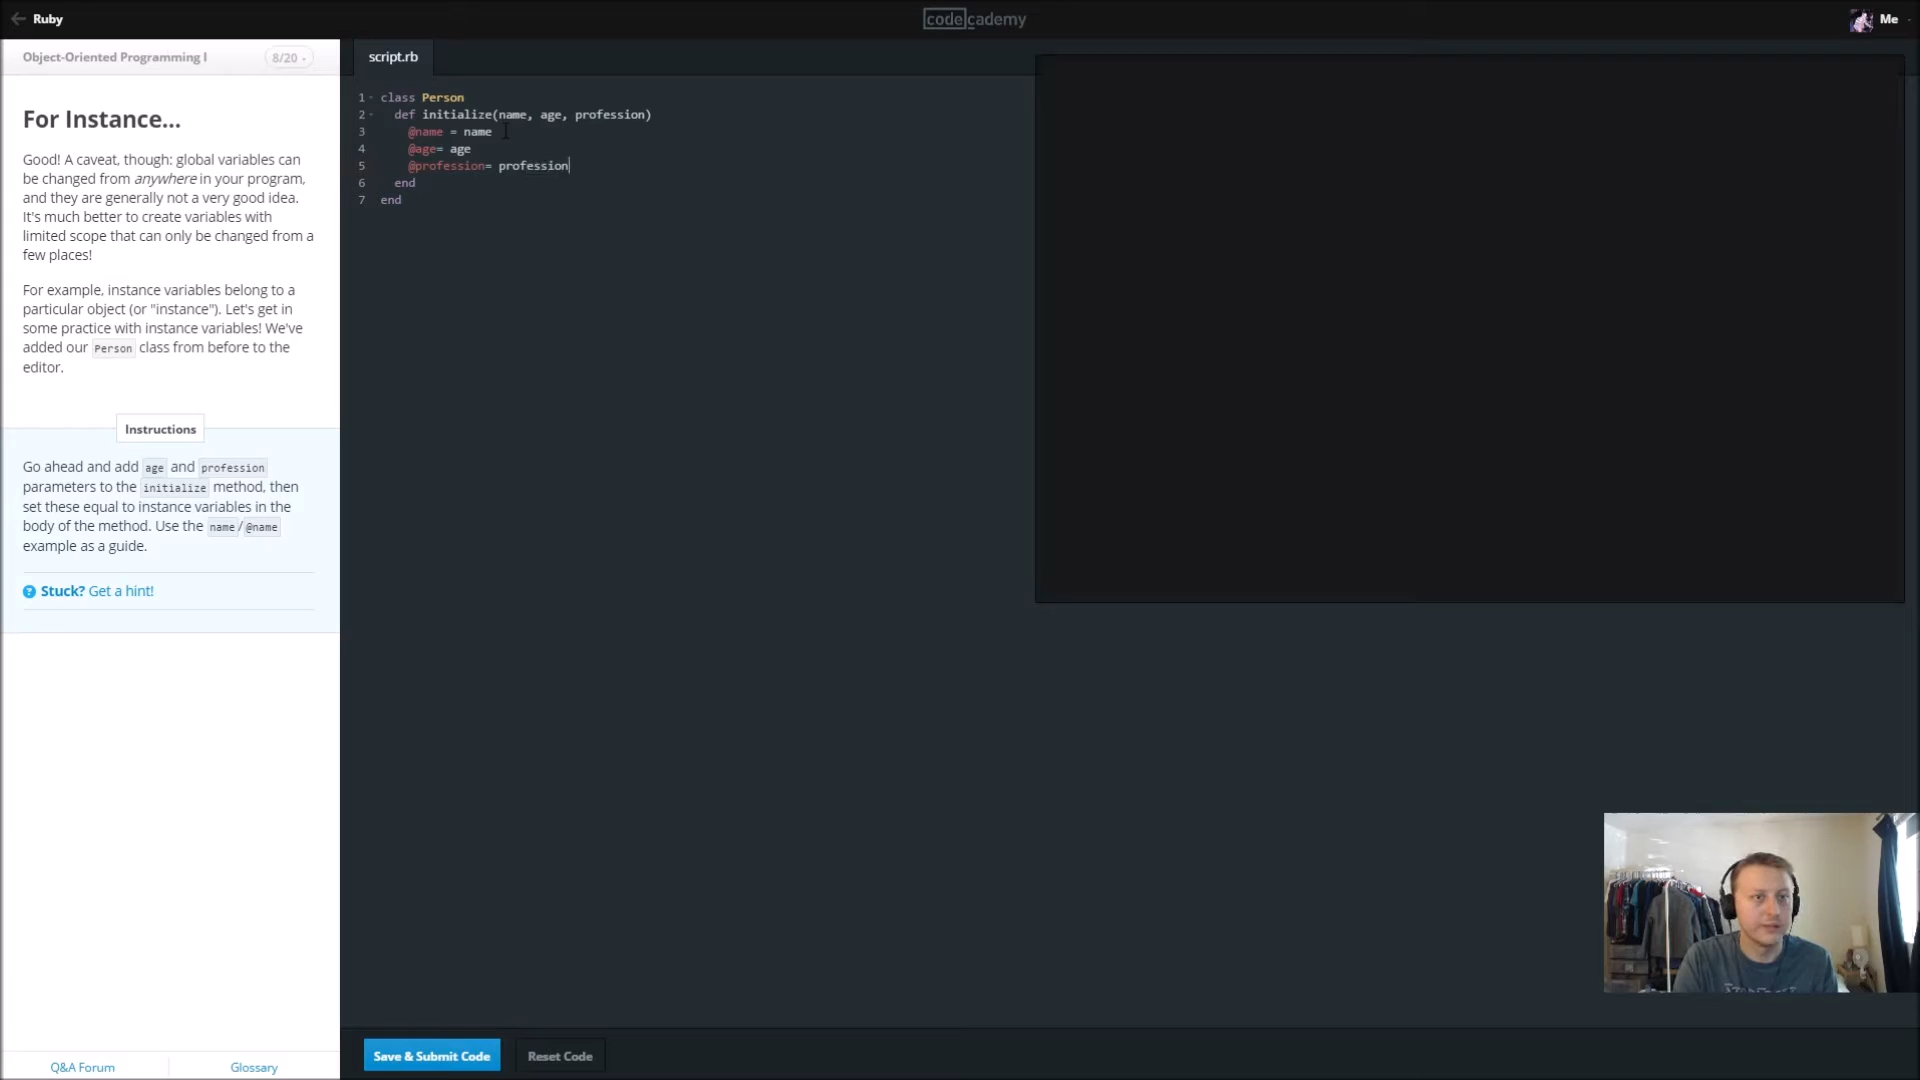 Ruby
codecademy
Me
Object-Oriented Programming I
8/20
script.rb
For Instance...
Good! A caveat, though: global variables can
be changed from anywhere in your program,
and they are generally not a very good idea.
It's much better to create variables with
limited scope that can only be changed from a
few places!
For example, instance variables belong to a
particular object (or "instance"). Let's get in
some practice with instance variables! We've
added our Person class from before to the
editor.
Instructions
Go ahead and add age and profession
parameters to the initialize method, then
set these equal to instance variables in the
body of the method. Use the name/@name
example as a guide.
? Stuck? Get a hint!
Q&A Forum
Glossary
1 class Person
2 def initialize(name, age, profession)
3 @name = name
4 @age= age
5 @profession= profession
6 end
7 end
Save & Submit Code
Reset Code